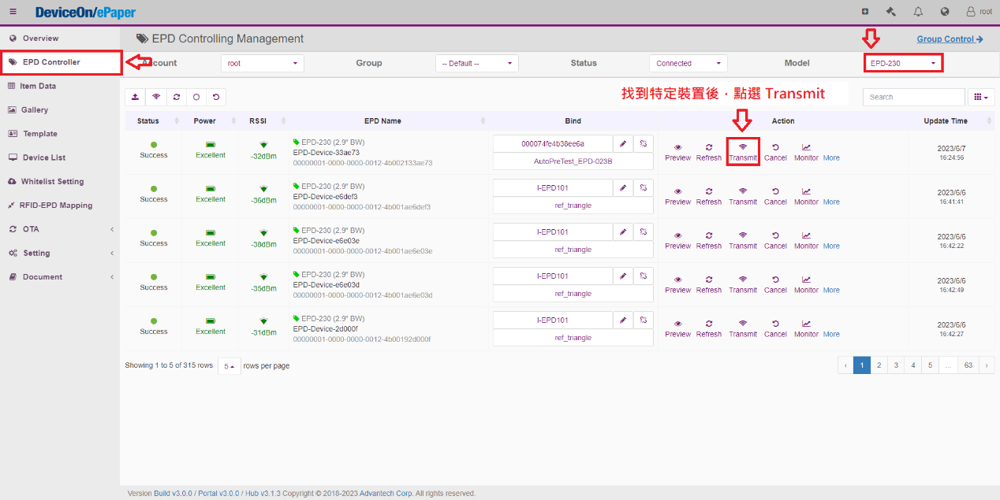 DeviceOn/ePaper
root
Overview
EPD Controlling Management
Group Control
EPD Controller
Account
root
Group
-- Default --
Status
Connected
Model
EPD-230
Item Data
Gallery
Template
Device List
Whitelist Setting
RFID-EPD Mapping
OTA
Setting
Document
找到特定裝置後，點選 Transmit
Search
Status Power RSSI EPD Name Bind Action Update Time
Success
Excellent
-32dBm
EPD-230 (2.9" BW)
EPD-Device-33ae73
00000001-0000-0000-0012-4b002133ae73
000074fe4b38ee6a
AutoPreTest_EPD-023B
Preview Refresh Transmit Cancel Monitor More
2023/6/7
16:24:56
Success
Excellent
-36dBm
EPD-230 (2.9" BW)
EPD-Device-e6def3
00000001-0000-0000-0012-4b001ae6def3
I-EPD101
ref_triangle
Preview Refresh Transmit Cancel Monitor More
2023/6/6
16:41:41
Success
Excellent
-38dBm
EPD-230 (2.9" BW)
EPD-Device-e6e03e
00000001-0000-0000-0012-4b001ae6e03e
I-EPD101
ref_triangle
Preview Refresh Transmit Cancel Monitor More
2023/6/6
16:42:22
Success
Excellent
-35dBm
EPD-230 (2.9" BW)
EPD-Device-e6e03d
00000001-0000-0000-0012-4b001ae6e03d
I-EPD101
ref_triangle
Preview Refresh Transmit Cancel Monitor More
2023/6/6
16:42:49
Success
Excellent
-31dBm
EPD-230 (2.9" BW)
EPD-Device-2d000f
00000001-0000-0000-0012-4b00192d000f
I-EPD101
ref_triangle
Preview Refresh Transmit Cancel Monitor More
2023/6/6
16:42:27
Showing 1 to 5 of 315 rows 5 rows per page
‹ 1 2 3 4 5 ... 63 ›
Version Build v3.0.0 / Portal v3.0.0 / Hub v3.1.3 Copyright © 2018-2023 Advantech Corp. All rights reserved.